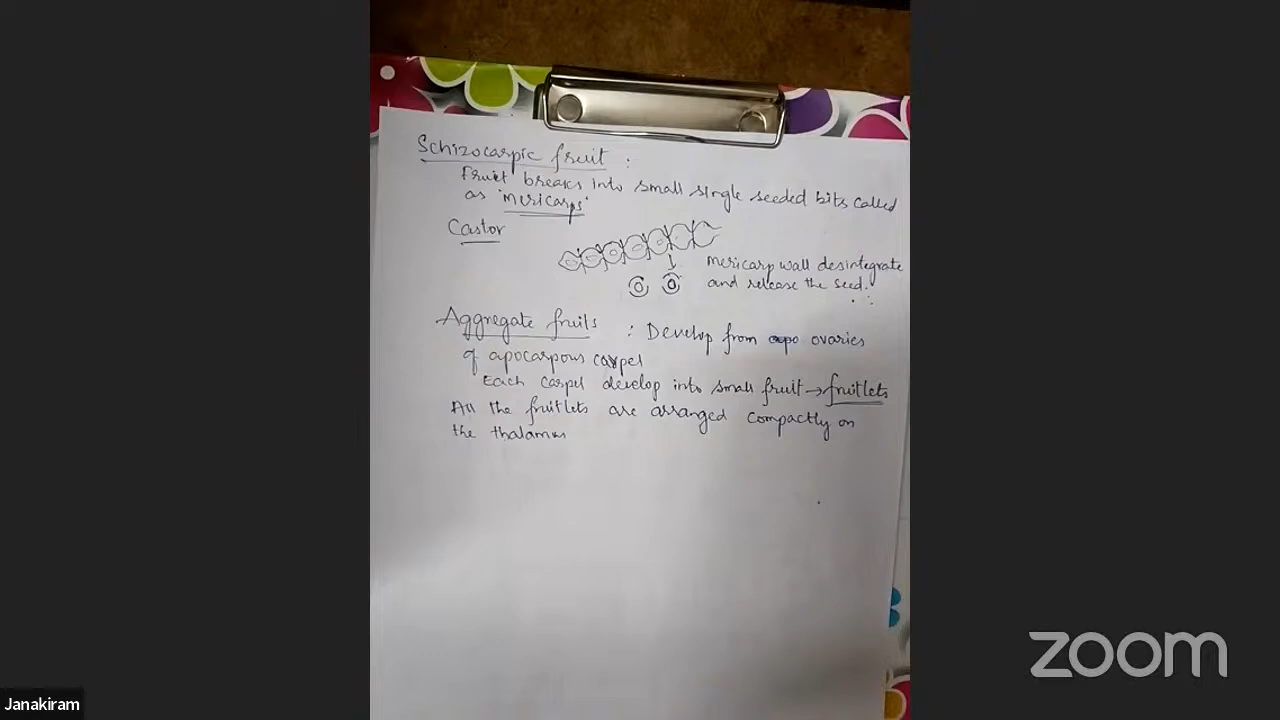 Schizocarpic fruit :
Fruit breaks into small single seeded bits called
as 'mericarps'
Castor
mericarp wall desintegrate
and release the seed.
Aggregate fruits : Develop from apo ovaries
of apocarpous carpel
Each carpel develop into small fruit → fruitlets
All the fruitlets are arranged compactly on
the thalamus
zoom
Janakiram